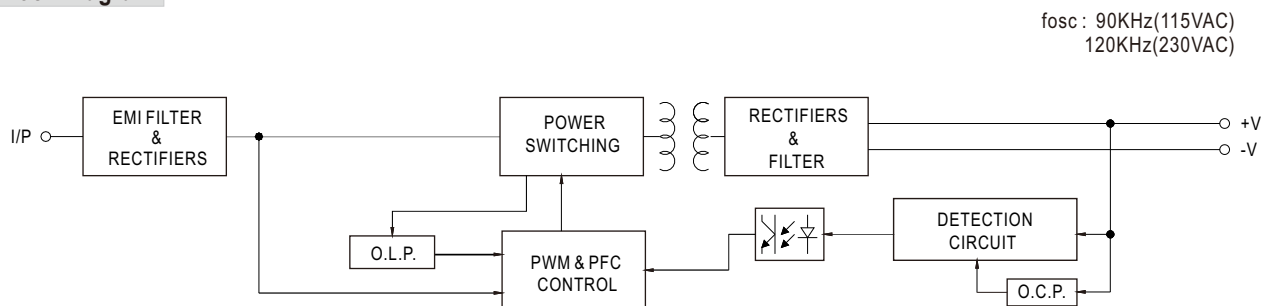 fosc : 90KHz(115VAC)
120KHz(230VAC)
I/P
EMI FILTER
&
RECTIFIERS
POWER
SWITCHING
RECTIFIERS
&
FILTER
+V
-V
O.L.P.
PWM & PFC
CONTROL
DETECTION
CIRCUIT
O.C.P.